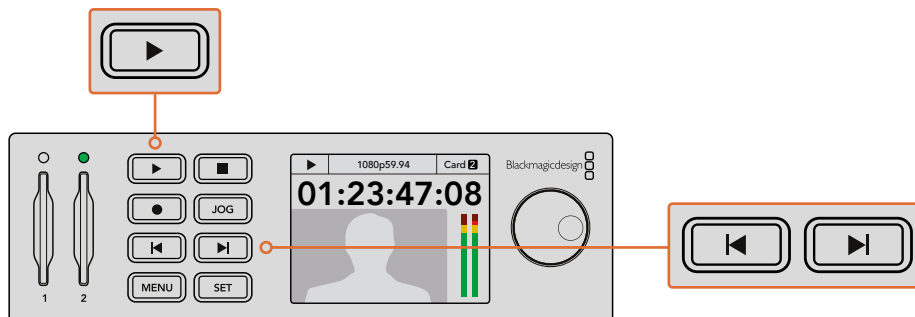 1080p59.94
Card 2
Blackmagicdesign
01:23:47:08
JOG
MENU
SET
1
2